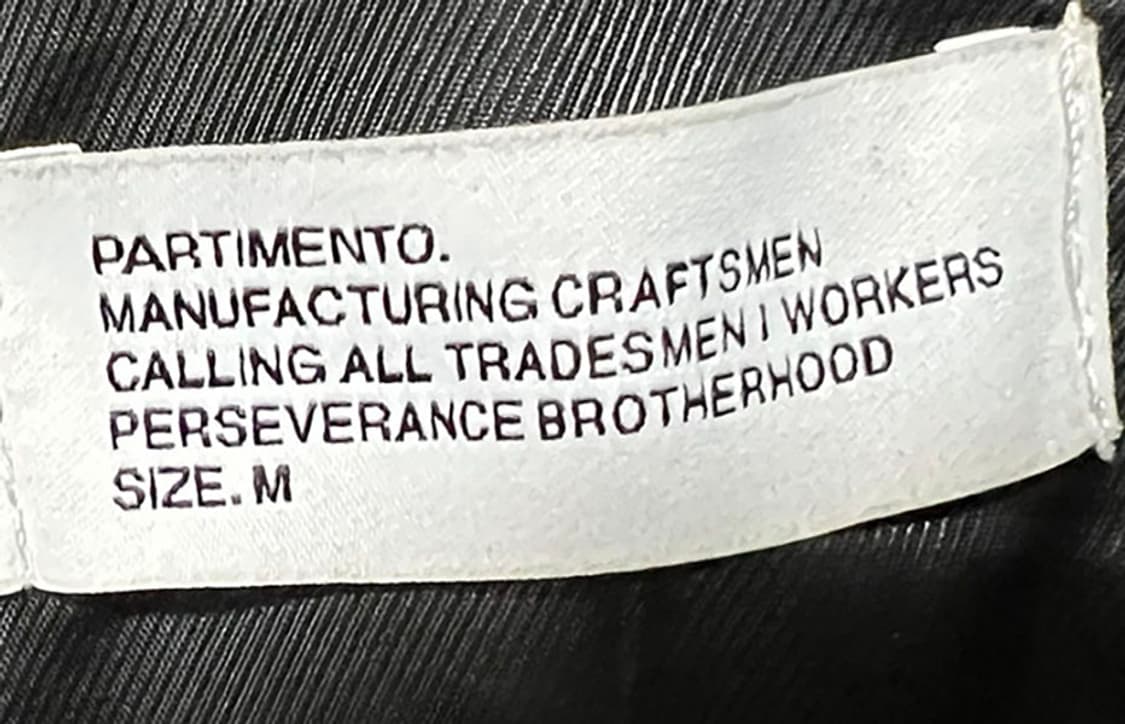 PARTIMENTO.
MANUFACTURING CRAFTSMEN
CALLING ALL TRADESMEN I WORKERS
PERSEVERANCE BROTHERHOOD
SIZE. M